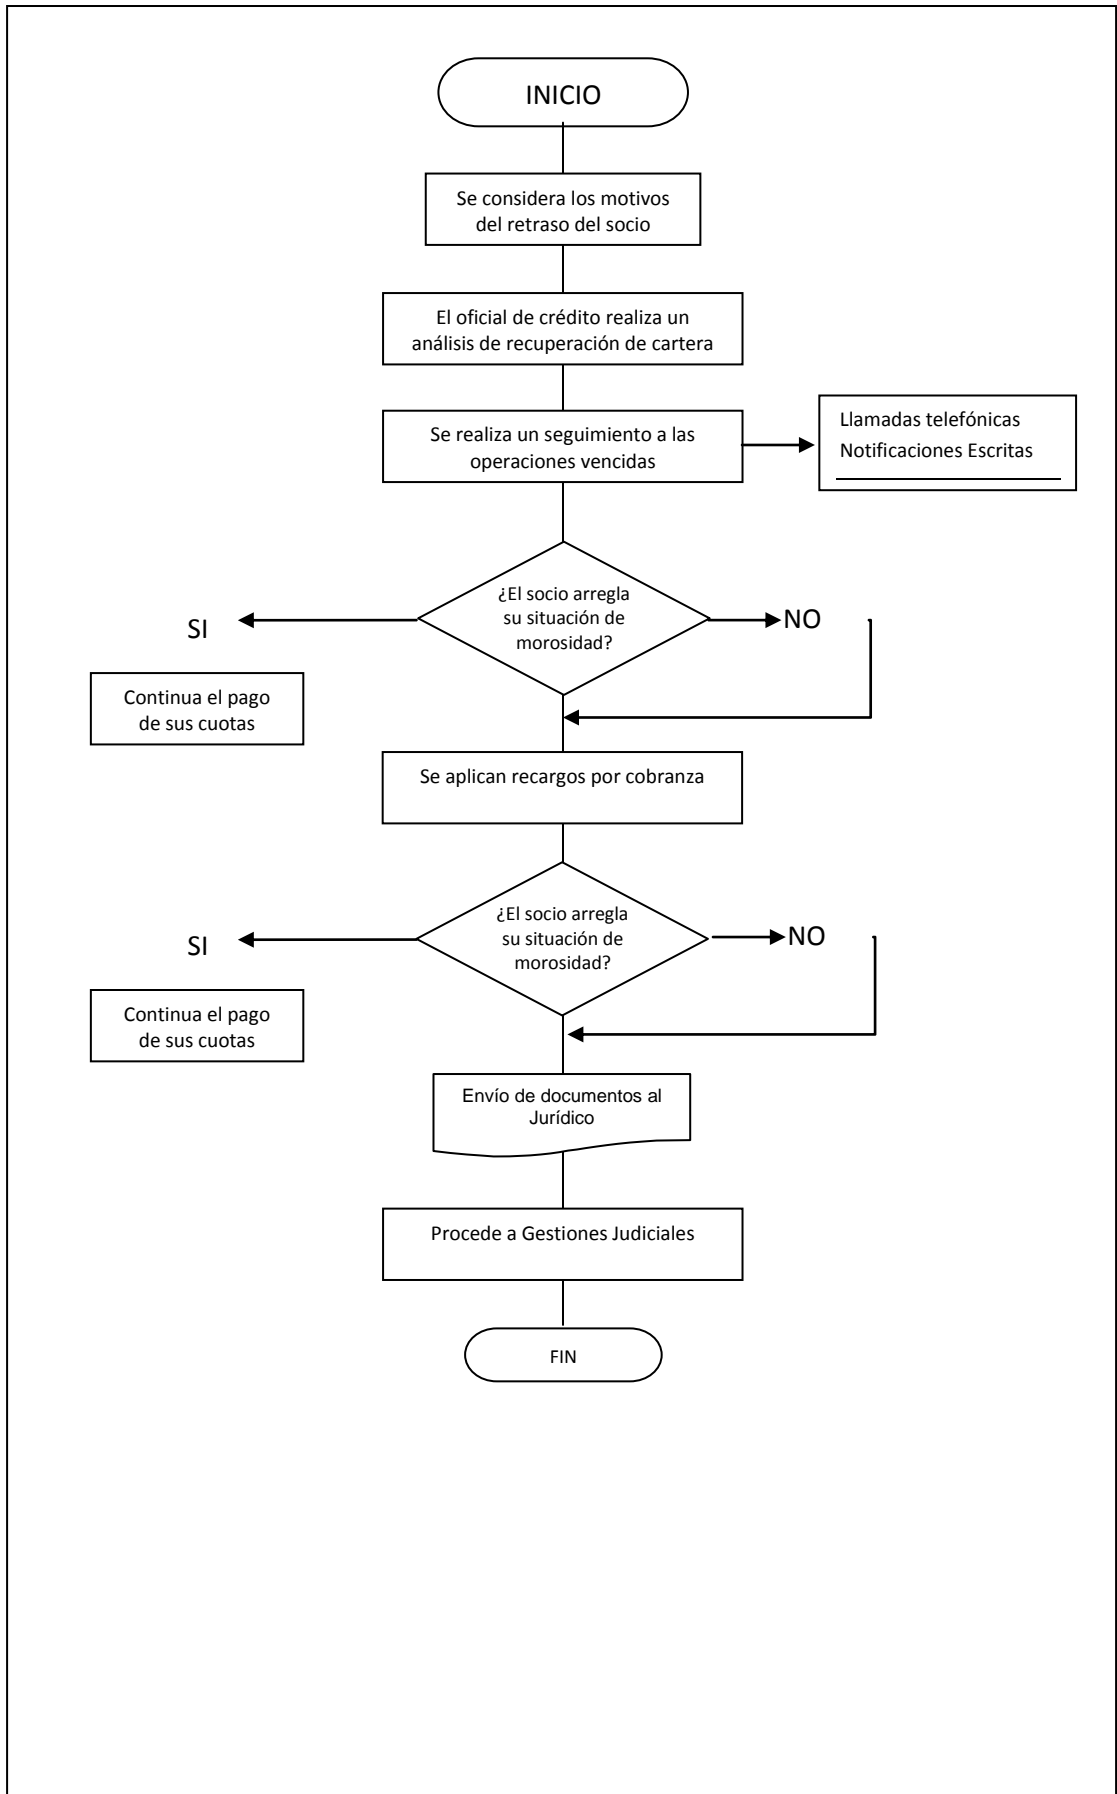 INICIO
Se considera los motivos
del retraso del socio
El oficial de crédito realiza un
análisis de recuperación de cartera
Se realiza un seguimiento a las
operaciones vencidas
Llamadas telefónicas
Notificaciones Escritas
¿El socio arregla
su situación de
morosidad?
SI
NO
Continua el pago
de sus cuotas
Se aplican recargos por cobranza
¿El socio arregla
su situación de
morosidad?
SI
NO
Continua el pago
de sus cuotas
Envío de documentos al
Jurídico
Procede a Gestiones Judiciales
FIN